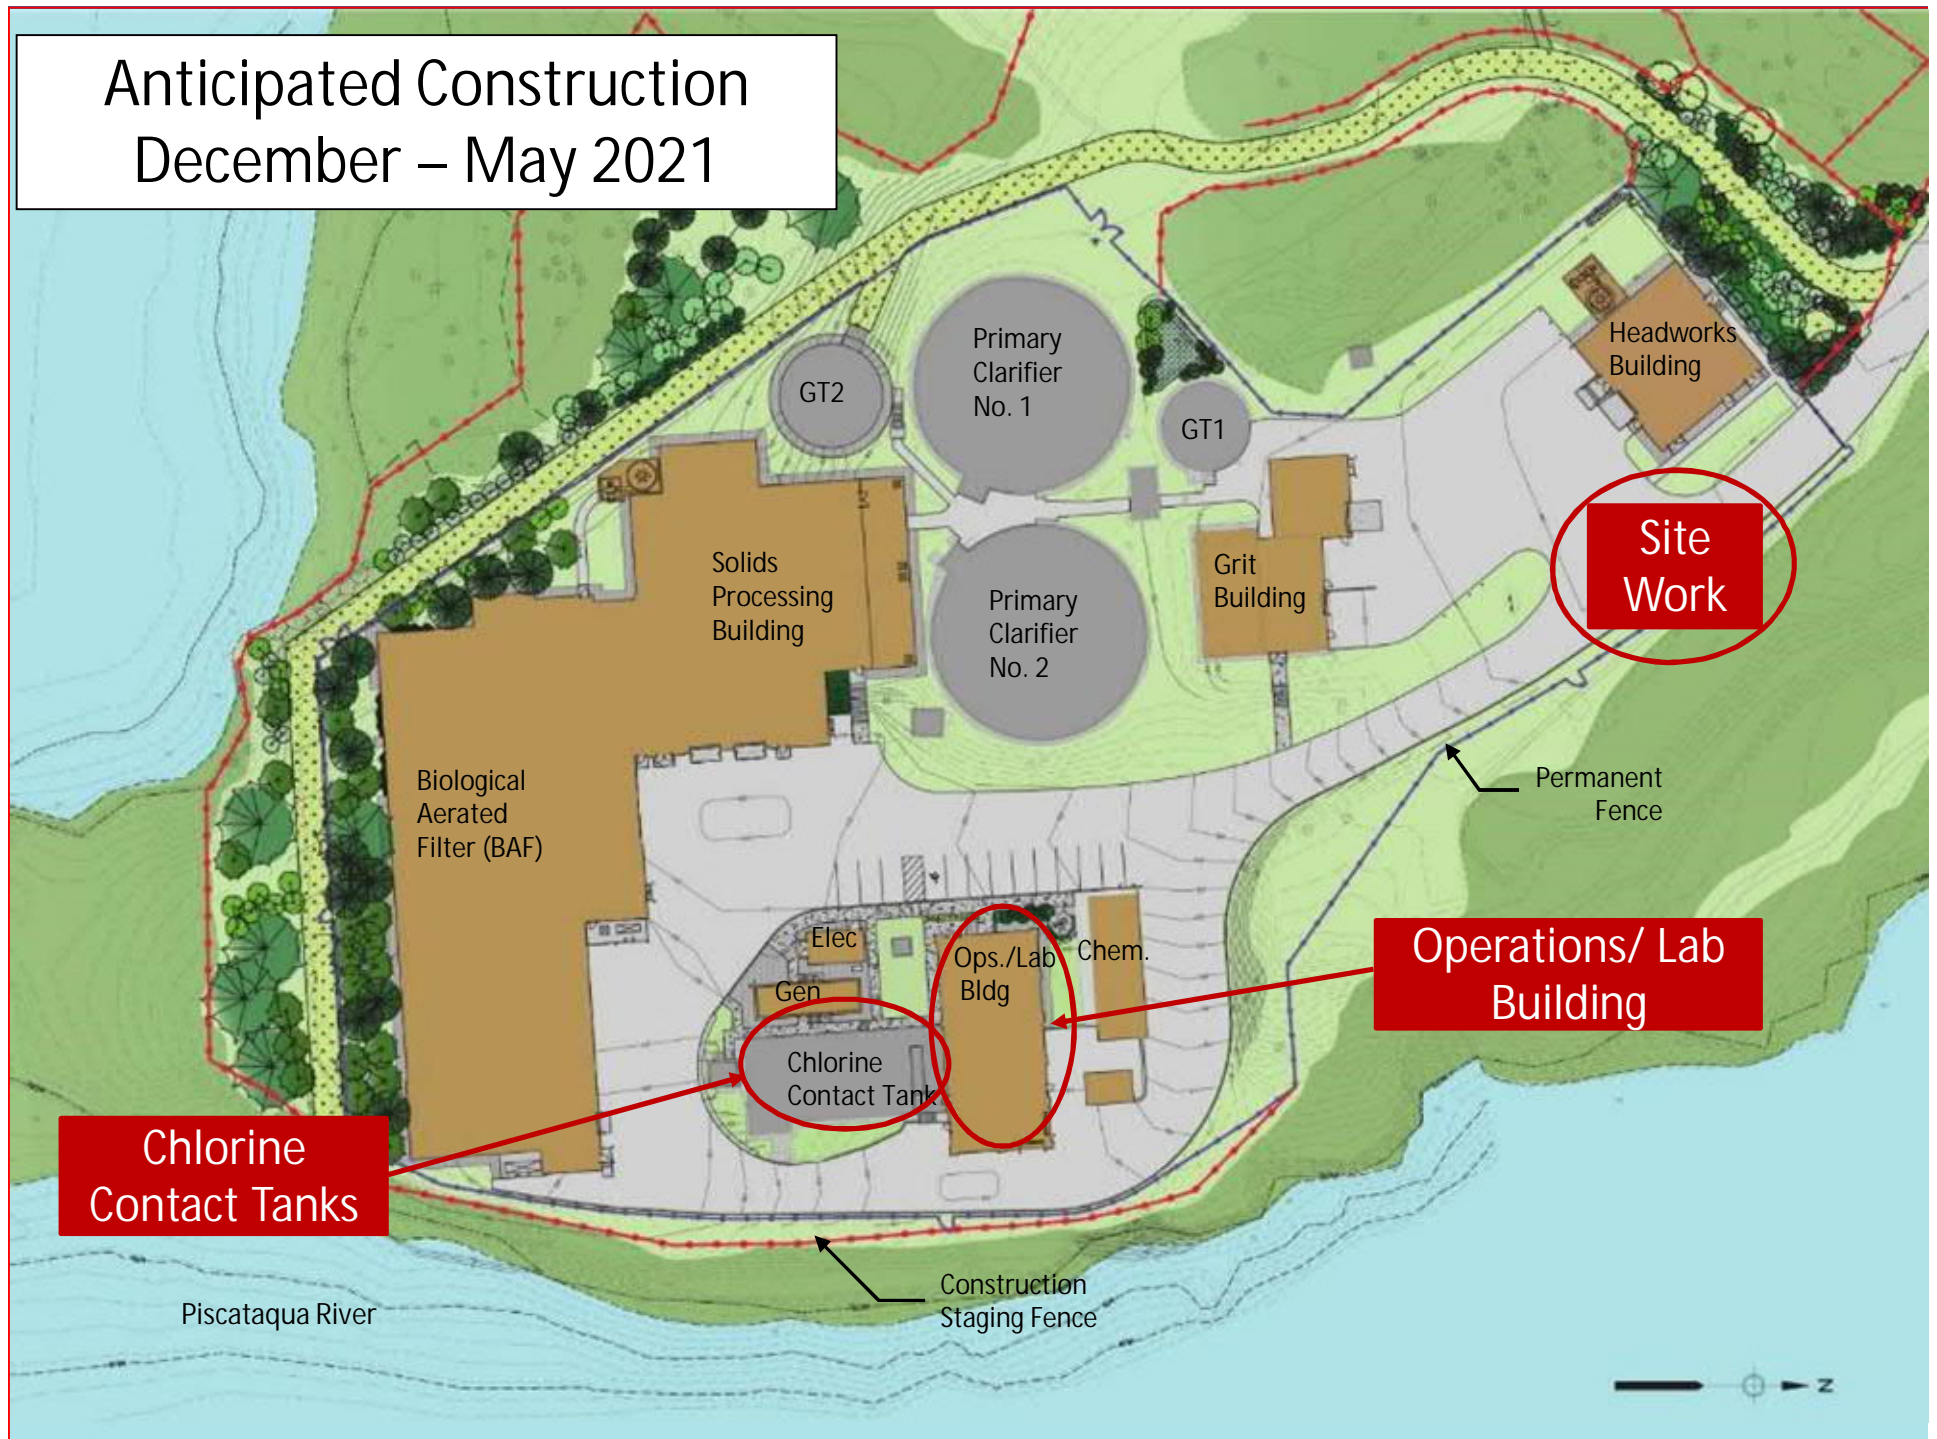 Anticipated Construction
December – May 2021
Primary
Clarifier
No. 1
GT2
GT1
Headworks
Building
Solids
Processing
Building
Primary
Clarifier
No. 2
Grit
Building
Site
Work
Biological
Aerated
Filter (BAF)
Permanent
Fence
Elec
Gen
Ops./Lab
Bldg
Chem.
Operations/ Lab
Building
Chlorine
Contact Tank
Chlorine
Contact Tanks
Construction
Staging Fence
Piscataqua River
N